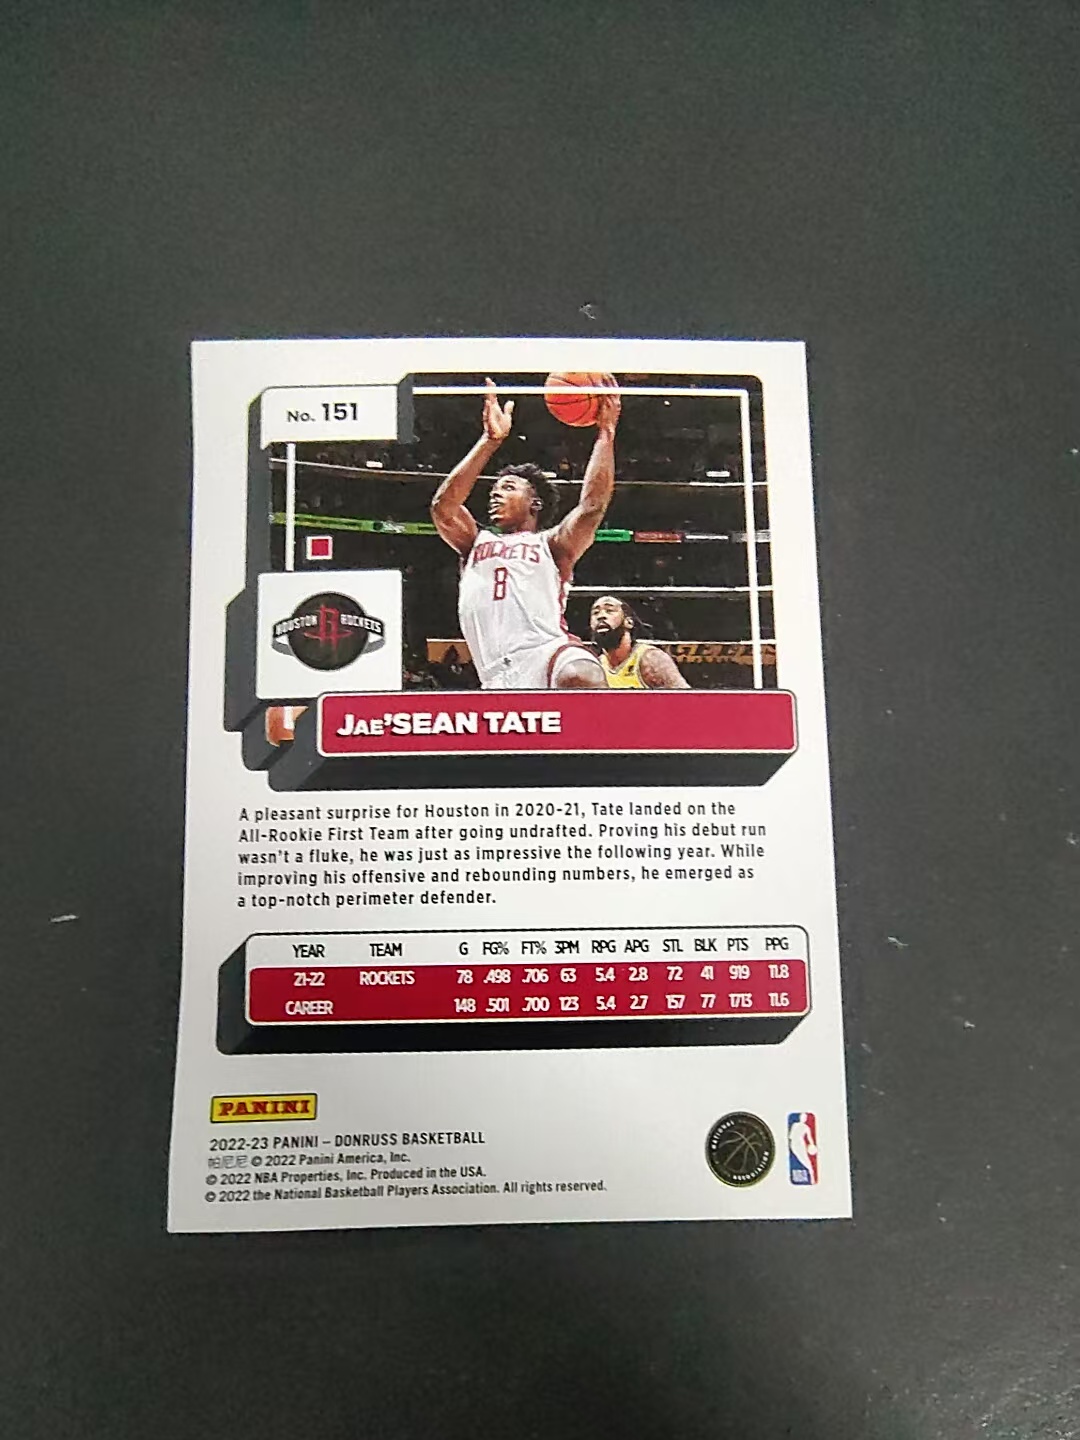 No. 151
ROCKETS
8
HOUSTON ROCKETS
Jae'Sean Tate
A pleasant surprise for Houston in 2020-21, Tate landed on the
All-Rookie First Team after going undrafted. Proving his debut run
wasn't a fluke, he was just as impressive the following year. While
improving his offensive and rebounding numbers, he emerged as
a top-notch perimeter defender.
YEAR TEAM G FG% FT% 3PM RPG APG STL BLK PTS PPG
21-22 ROCKETS 78 .498 .706 63 5.4 2.8 72 41 919 11.8
CAREER 148 .501 .700 123 5.4 2.7 157 77 1713 11.6
PANINI
2022-23 PANINI – DONRUSS BASKETBALL
帕尼尼 © 2022 Panini America, Inc.
© 2022 NBA Properties, Inc. Produced in the USA.
© 2022 the National Basketball Players Association. All rights reserved.
NATIONAL
ASSOCIATION
NBA